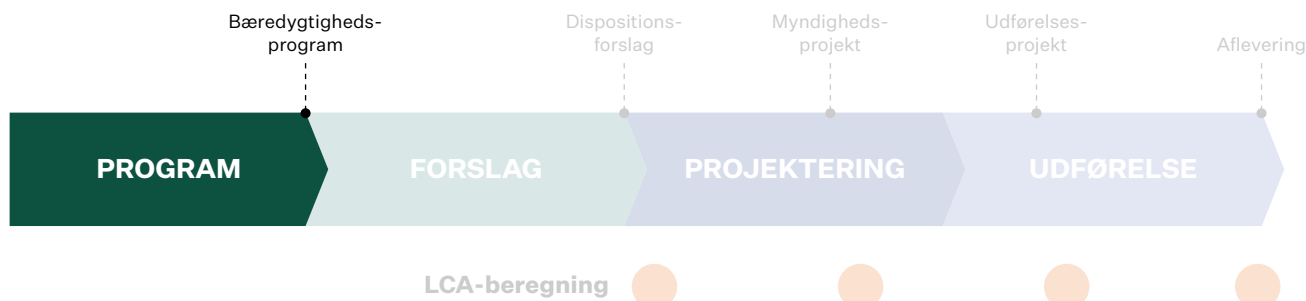 Bæredygtigheds-
program
Dispositions-
forslag
Myndigheds-
projekt
Udførelses-
projekt
Aflevering
PROGRAM
FORSLAG
PROJEKTERING
UDFØRELSE
LCA-beregning